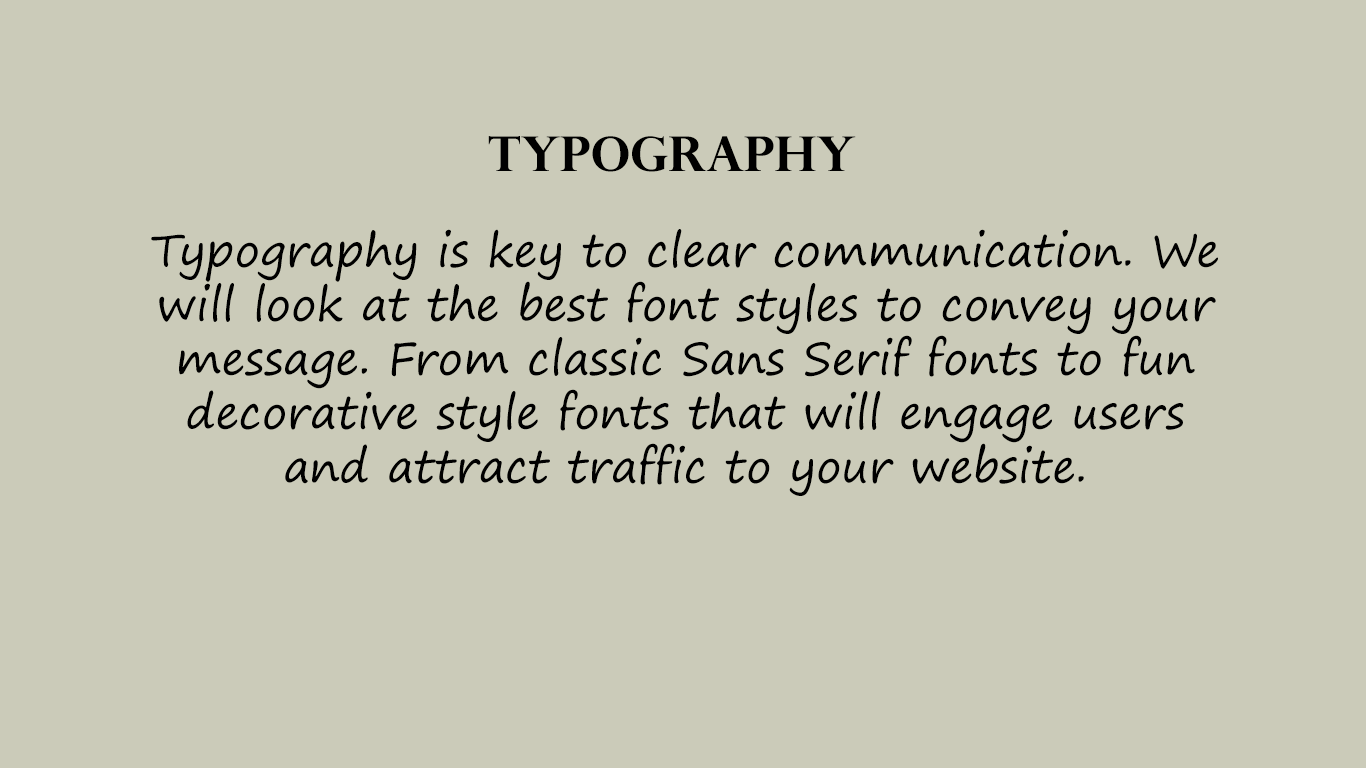 TYPOGRAPHY
Typography is key to clear communication. We
will look at the best font styles to convey your
message. From classic Sans Serif fonts to fun
decorative style fonts that will engage users
and attract traffic to your website.